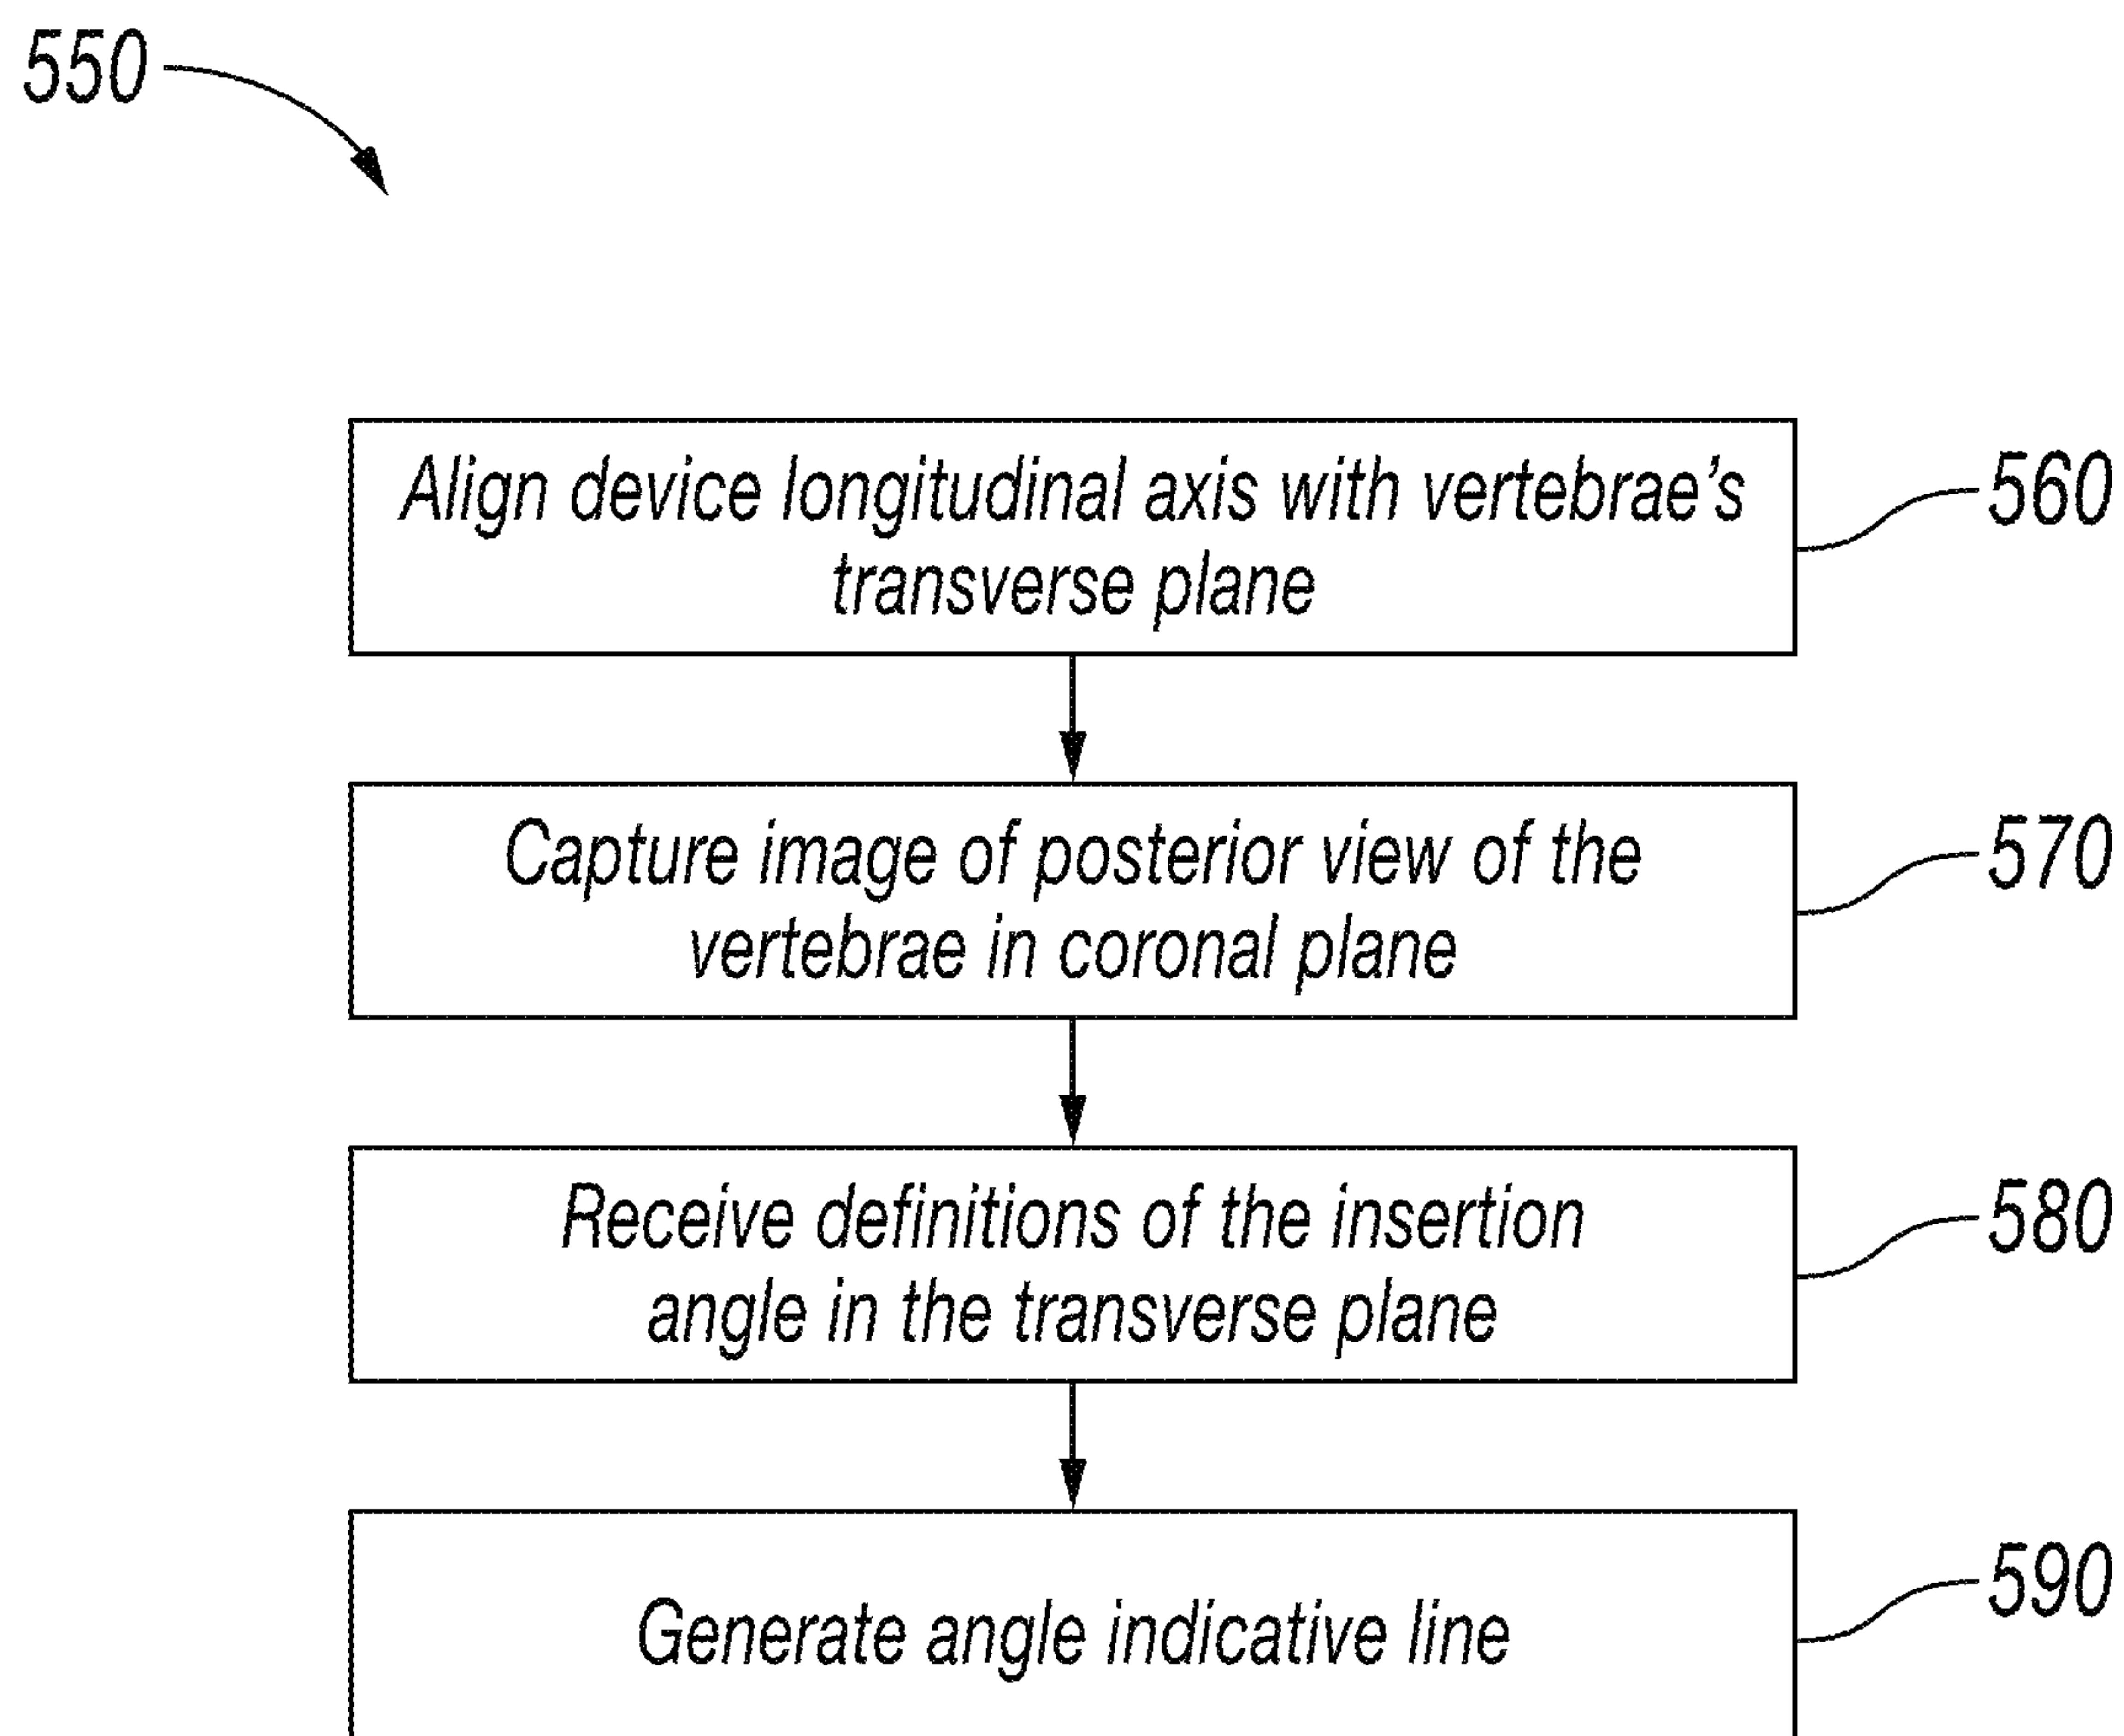 550
Align device longitudinal axis with vertebrae's
transverse plane
560
Capture image of posterior view of the
vertebrae in coronal plane
570
Receive definitions of the insertion
angle in the transverse plane
580
Generate angle indicative line
590